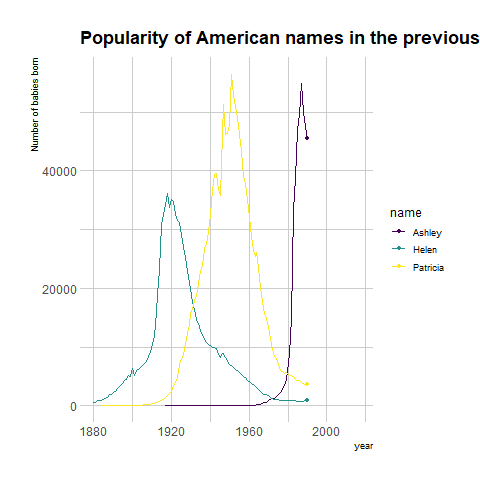 Popularity of American names in the previous
Number of babies born
40000
20000
0
1880 1920 1960 2000
year
name
Ashley
Helen
Patricia